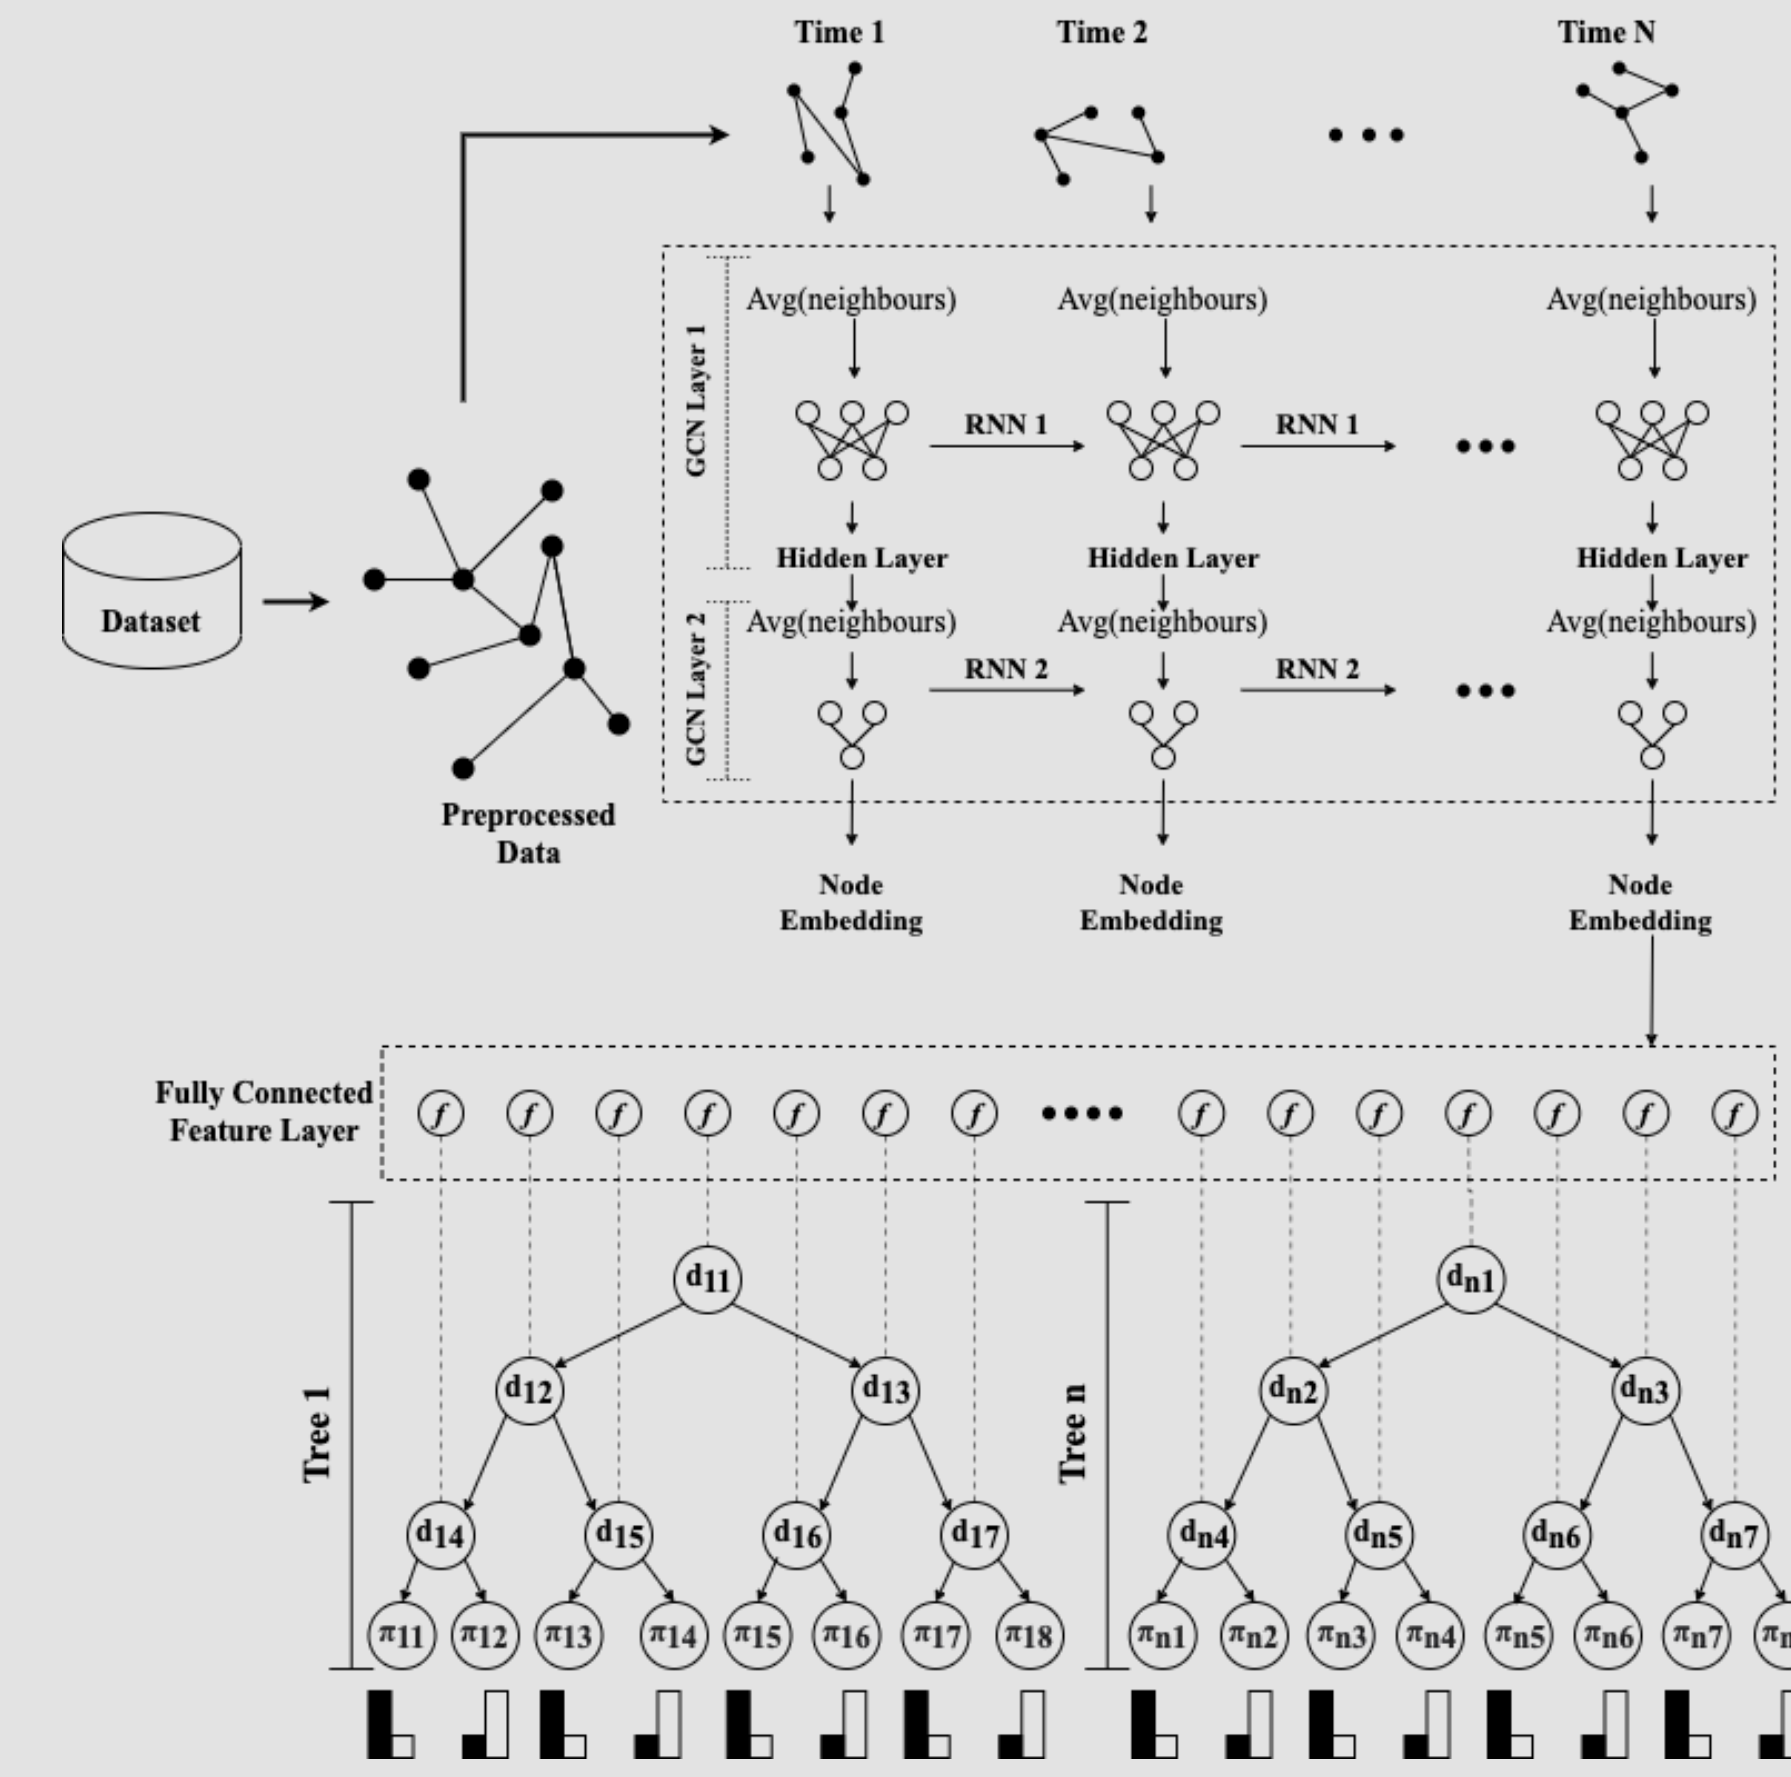 Time 1
Time 2
Time N
Avg(neighbours)
Avg(neighbours)
Avg(neighbours)
GCN Layer 1
RNN 1
RNN 1
Hidden Layer
Hidden Layer
Hidden Layer
Dataset
Avg(neighbours)
Avg(neighbours)
Avg(neighbours)
GCN Layer 2
RNN 2
RNN 2
Preprocessed
Data
Node
Embedding
Node
Embedding
Node
Embedding
Fully Connected
Feature Layer
f f f f f f f f f f f f f f
Tree 1
d11
d12 d13
d14 d15 d16 d17
π11 π12 π13 π14 π15 π16 π17 π18
Tree n
dn1
dn2 dn3
dn4 dn5 dn6 dn7
πn1 πn2 πn3 πn4 πn5 πn6 πn7